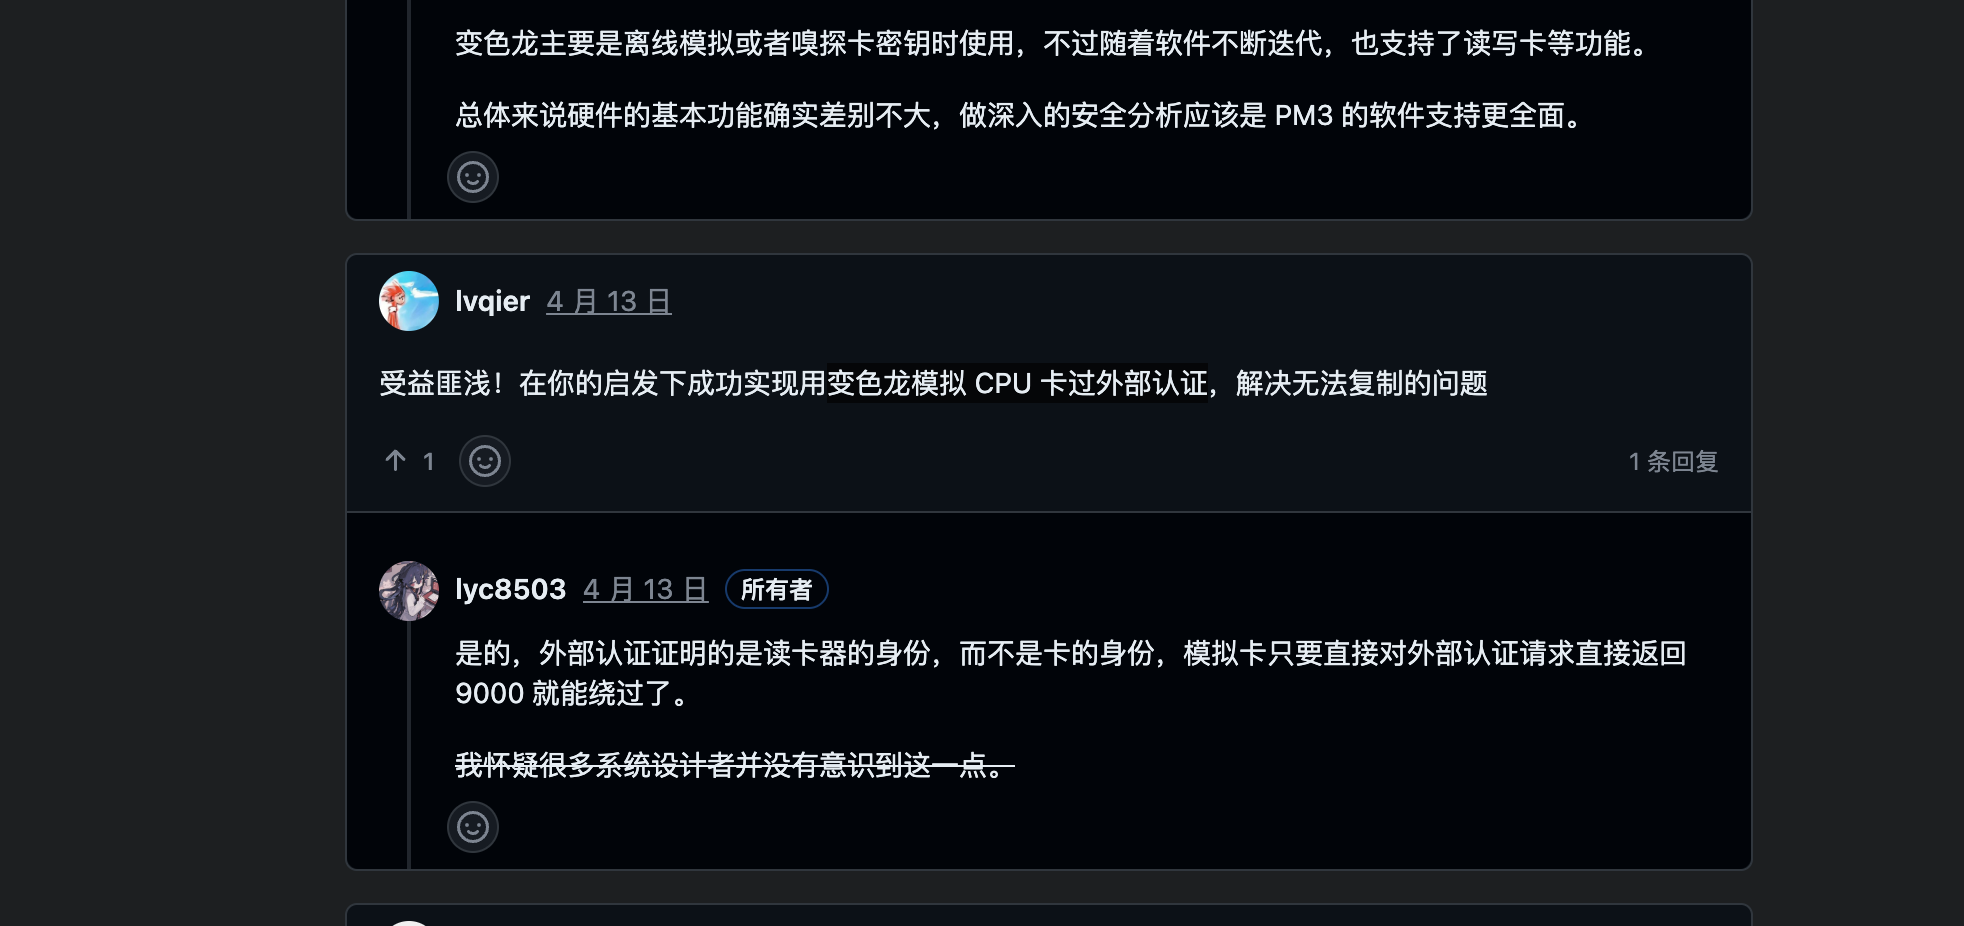 变色龙主要是离线模拟或者嗅探卡密钥时使用，不过随着软件不断迭代，也支持了读写卡等功能。
总体来说硬件的基本功能确实差别不大，做深入的安全分析应该是 PM3 的软件支持更全面。
lvqier 4 月 13 日
受益匪浅！在你的启发下成功实现用变色龙模拟 CPU 卡过外部认证，解决无法复制的问题
1
1 条回复
lyc8503 4 月 13 日 所有者
是的，外部认证证明的是读卡器的身份，而不是卡的身份，模拟卡只要直接对外部认证请求直接返回
9000 就能绕过了。
我怀疑很多系统设计者并没有意识到这一点。